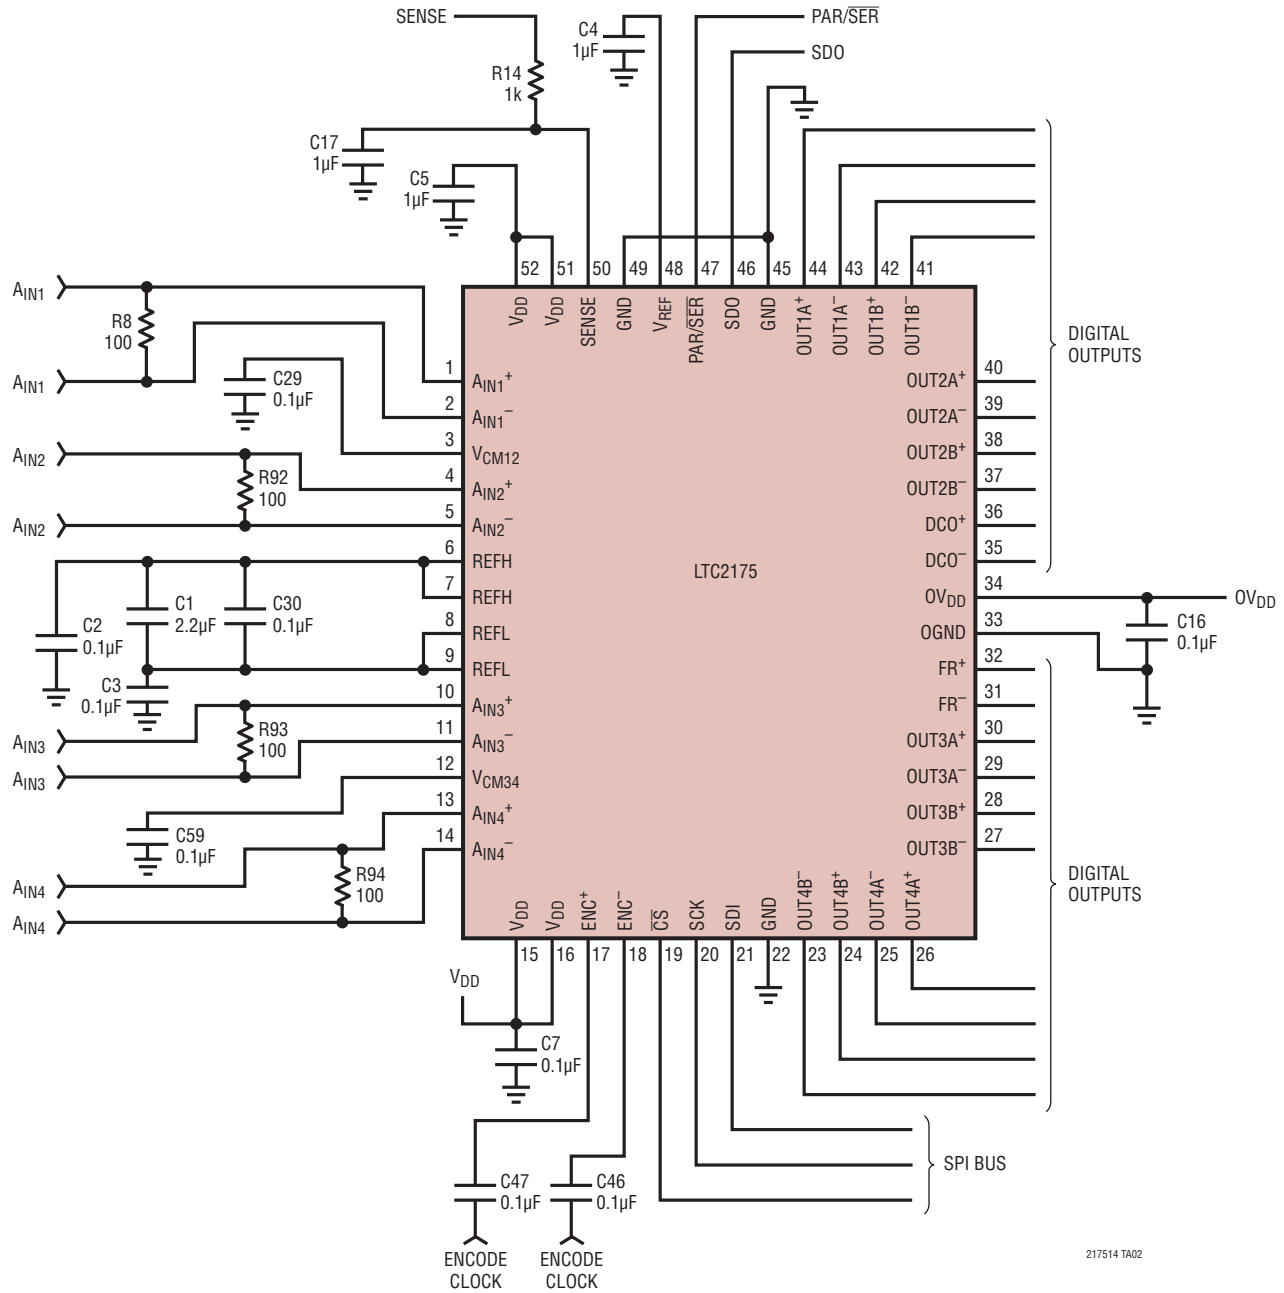 SENSE
C4
1µF
PAR/SER
SDO
R14
1k
C17
1µF
C5
1µF
52 51 50 49 48 47 46 45 44 43 42 41
VDD VDD SENSE GND VREF PAR/SER SDO GND OUT1A+ OUT1A– OUT1B+ OUT1B–
AIN1
R8
100
AIN1
C29
0.1µF
AIN2
R92
100
AIN2
C2
0.1µF
C1
2.2µF
C30
0.1µF
C3
0.1µF
AIN3
R93
100
AIN3
C59
0.1µF
AIN4
R94
100
AIN4
1 AIN1+
2 AIN1–
3 VCM12
4 AIN2+
5 AIN2–
6 REFH
7 REFH
8 REFL
9 REFL
10 AIN3+
11 AIN3–
12 VCM34
13 AIN4+
14 AIN4–
LTC2175
DIGITAL
OUTPUTS
OUT2A+ 40
OUT2A– 39
OUT2B+ 38
OUT2B– 37
DCO+ 36
DCO– 35
OVDD 34
OGND 33
FR+ 32
FR– 31
OUT3A+ 30
OUT3A– 29
OUT3B+ 28
OUT3B– 27
OVDD
C16
0.1µF
DIGITAL
OUTPUTS
VDD VDD ENC+ ENC– CS SCK SDI GND OUT4B– OUT4B+ OUT4A– OUT4A+
15 16 17 18 19 20 21 22 23 24 25 26
VDD
C7
0.1µF
C47
0.1µF
C46
0.1µF
SPI BUS
ENCODE
CLOCK
ENCODE
CLOCK
217514 TA02